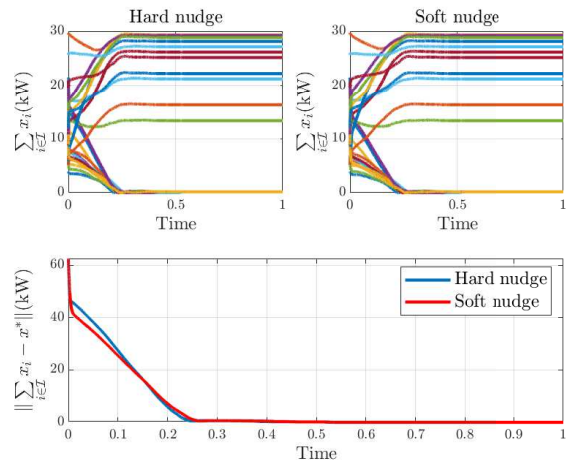 Hard nudge
Soft nudge
30
20
10
0
∑_{i∈ℐ} x_i(kW)
0 0.5 1
Time
30
20
10
0
∑_{i∈ℐ} x_i(kW)
0 0.5 1
Time
60
40
20
0
||∑_{i∈ℐ} x_i − x*||(kW)
Hard nudge
Soft nudge
0 0.1 0.2 0.3 0.4 0.5 0.6 0.7 0.8 0.9 1
Time